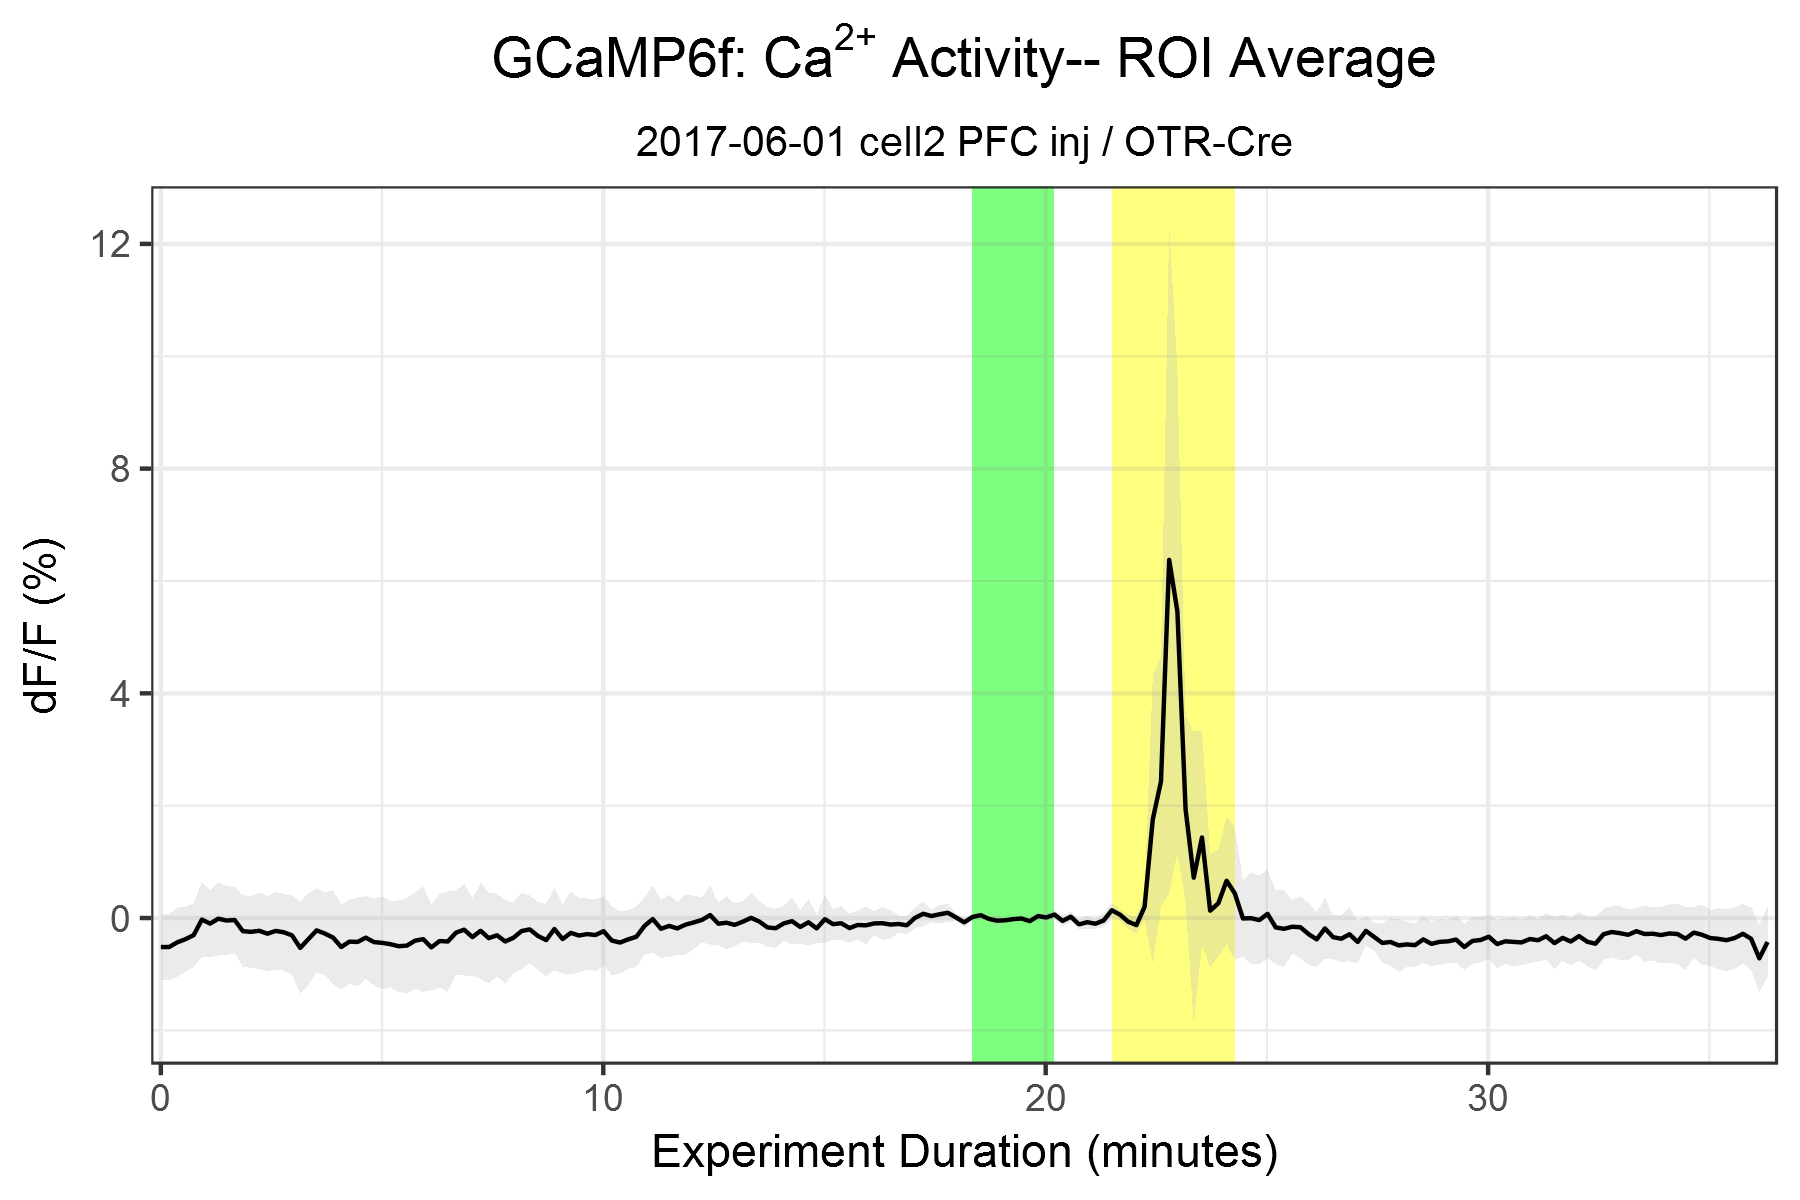 GCaMP6f: Ca²⁺ Activity-- ROI Average
2017-06-01 cell2 PFC inj / OTR-Cre
12
8
4
0
dF/F (%)
0 10 20 30
Experiment Duration (minutes)